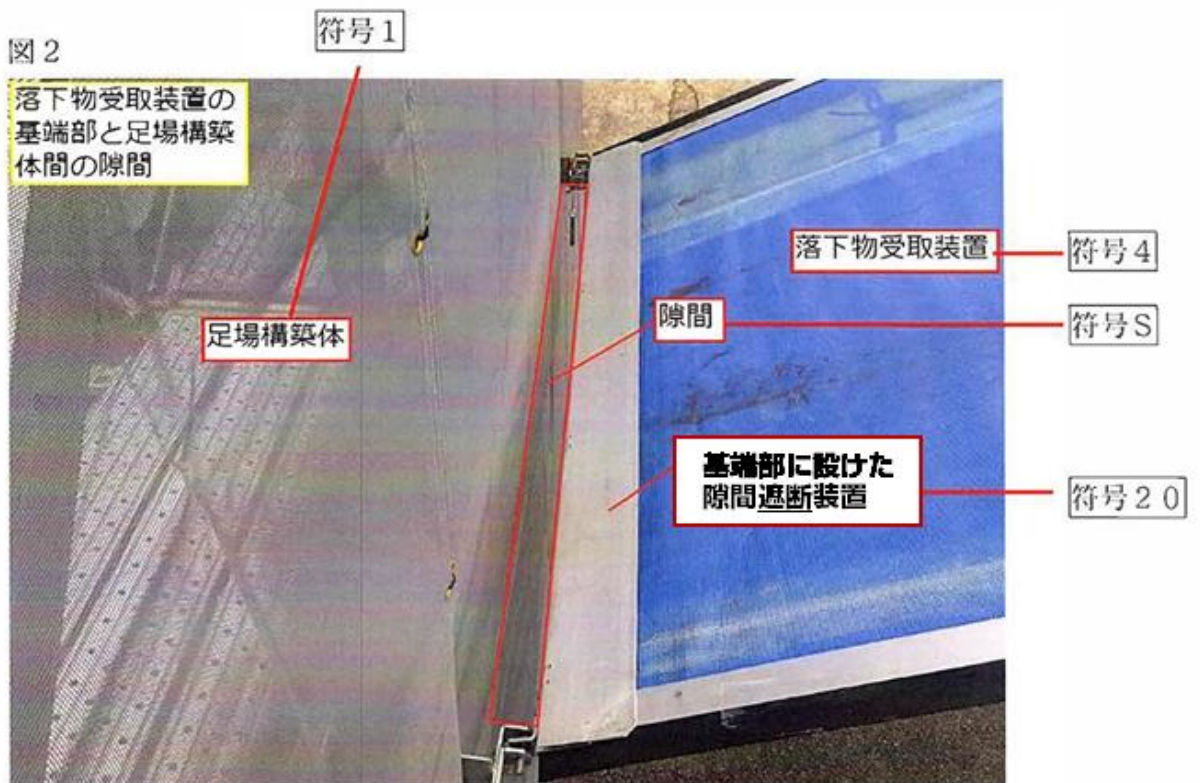 図２
符号１
落下物受取装置の
基端部と足場構築
体間の隙間
落下物受取装置
符号４
隙間
符号Ｓ
足場構築体
基端部に設けた
隙間遮断装置
符号２０